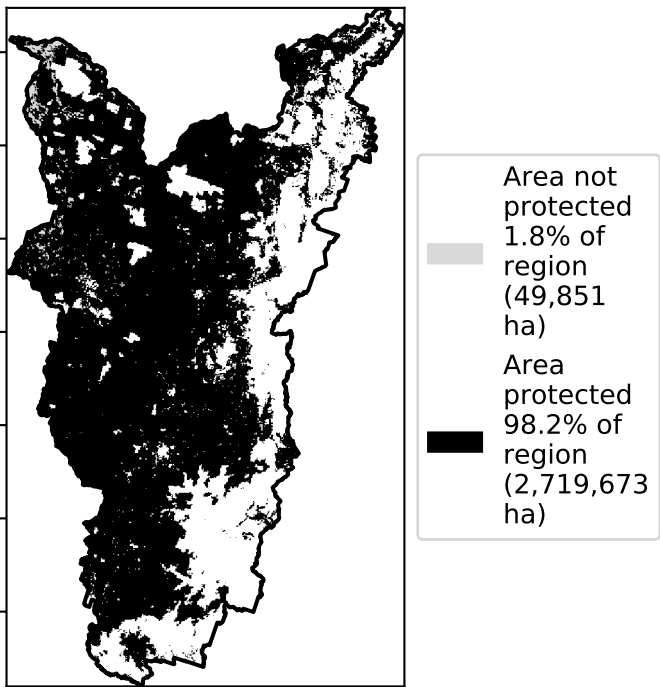 Area not
protected
1.8% of
region
(49,851
ha)
Area
protected
98.2% of
region
(2,719,673
ha)